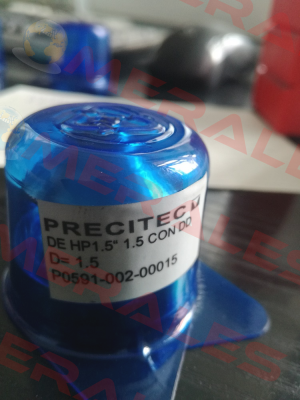 PRECITEC
DE HP1.5" 1.5 CON DD
D= 1.5
P0591-002-00015